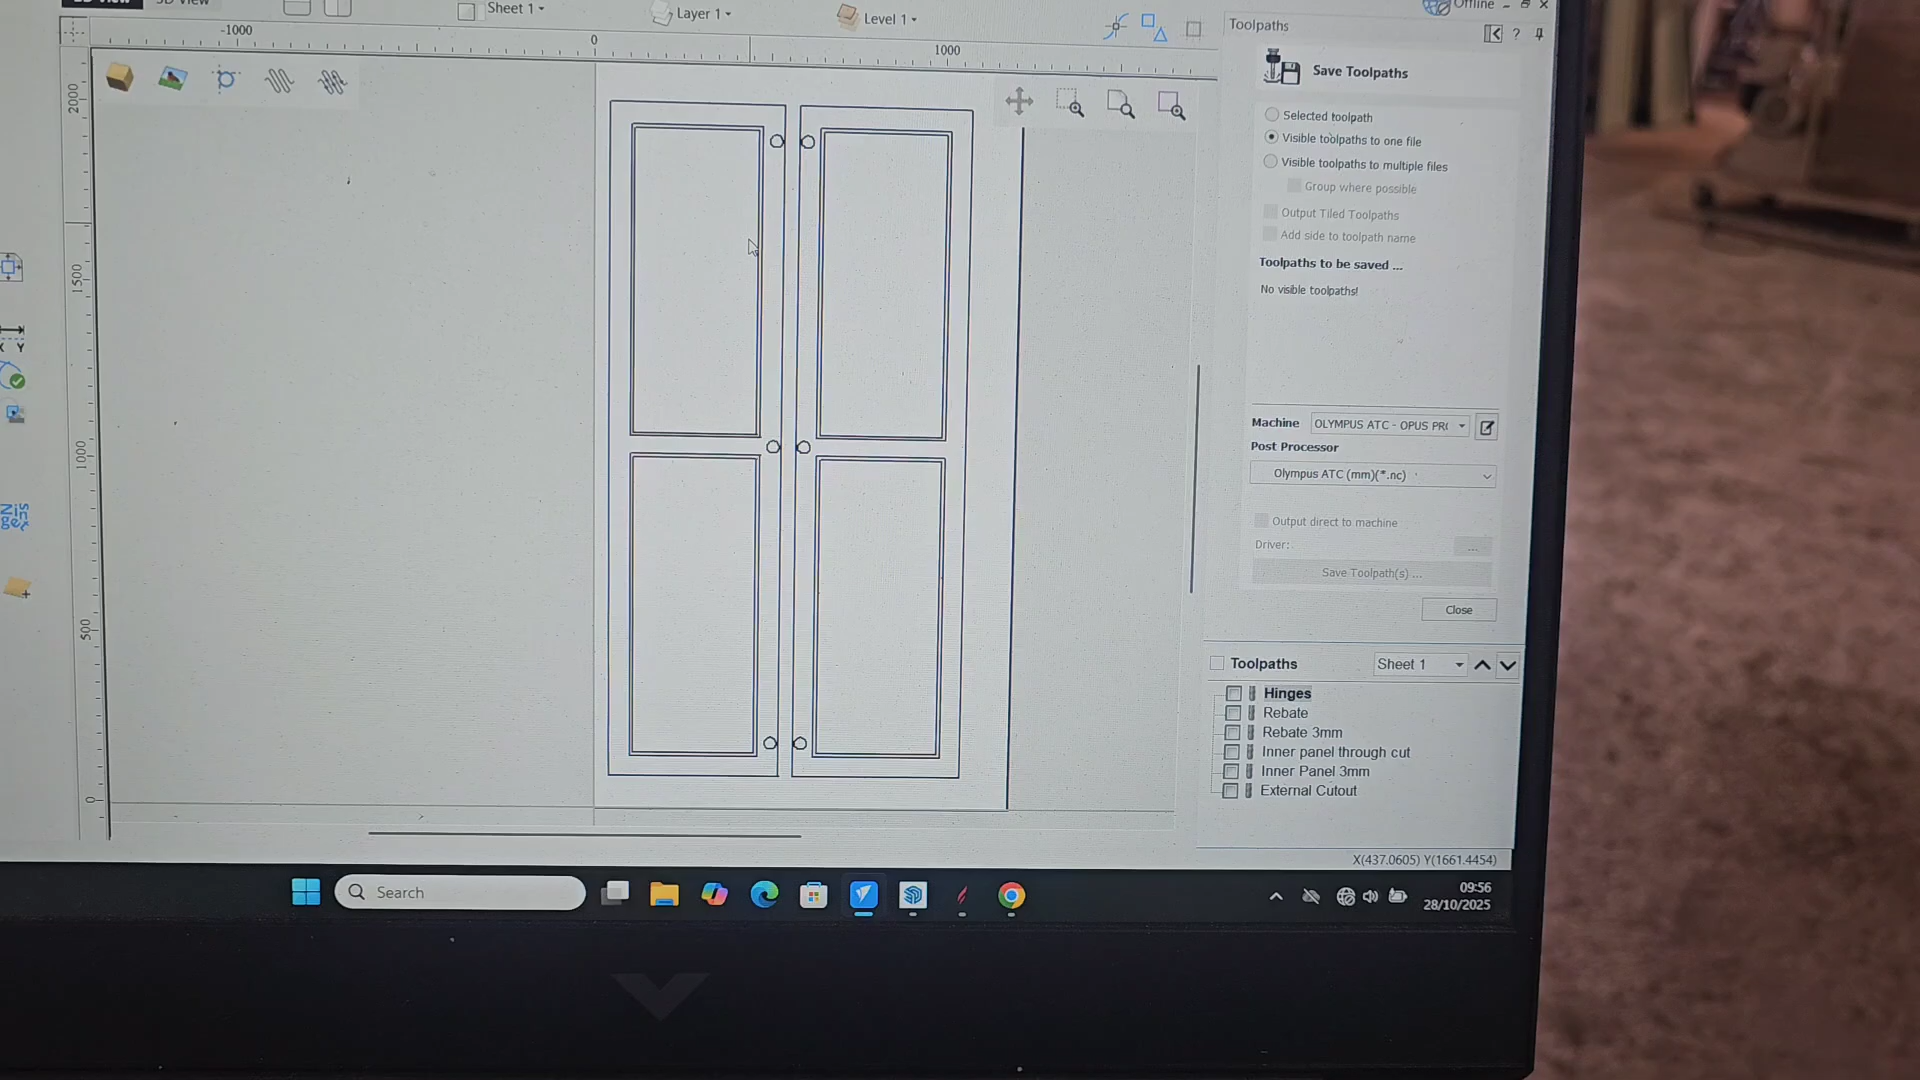 Sheet 1
Layer 1
Level 1
Offline
-1000
0
1000
2000
1500
1000
500
0
X Y
Toolpaths
?
Save Toolpaths
Selected toolpath
Visible toolpaths to one file
Visible toolpaths to multiple files
Group where possible
Output Tiled Toolpaths
Add side to toolpath name
Toolpaths to be saved ...
No visible toolpaths!
Machine OLYMPUS ATC - OPUS
Post Processor
Olympus ATC (mm)(*.nc)
Output direct to machine
Driver: ...
Save Toolpath(s) ...
Close
Toolpaths Sheet 1
Hinges
Rebate
Rebate 3mm
Inner panel through cut
Inner Panel 3mm
External Cutout
X(437.0605) Y(1661.4454)
Search
09:56
28/10/2025